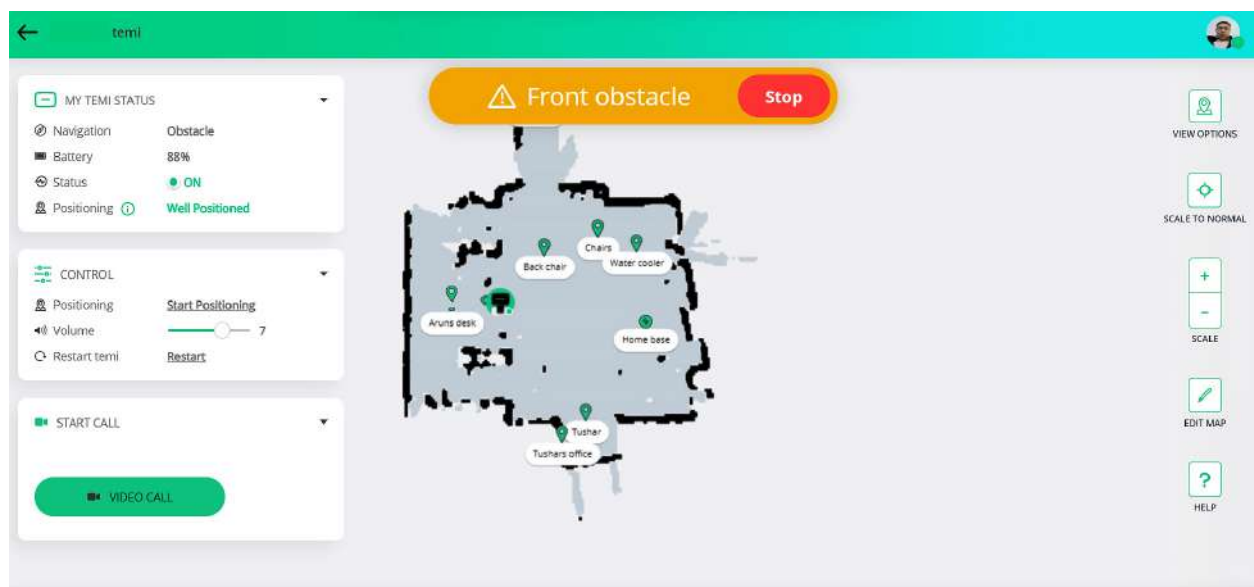 temi
Front obstacle
Stop
MY TEMI STATUS
Navigation Obstacle
Battery 88%
Status ON
Positioning Well Positioned
CONTROL
Positioning Start Positioning
Volume 7
Restart temi Restart
START CALL
VIDEO CALL
Chairs
Back chair
Water cooler
Aruns desk
Home base
Tushar
Tushars office
VIEW OPTIONS
SCALE TO NORMAL
+
-
SCALE
EDIT MAP
?
HELP